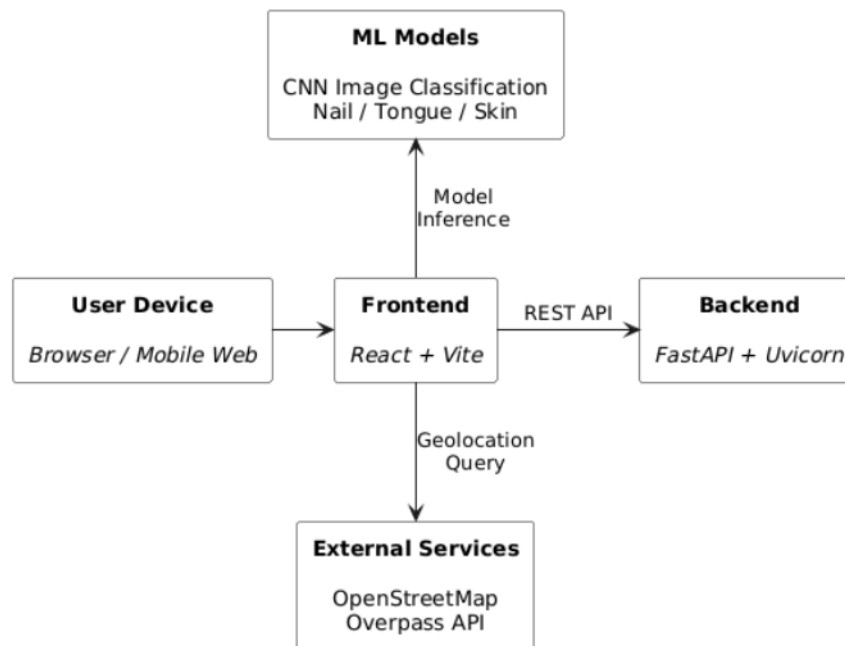 ML Models
CNN Image Classification
Nail / Tongue / Skin
Model
Inference
User Device
Browser / Mobile Web
Frontend
React + Vite
REST API
Backend
FastAPI + Uvicorn
Geolocation
Query
External Services
OpenStreetMap
Overpass API